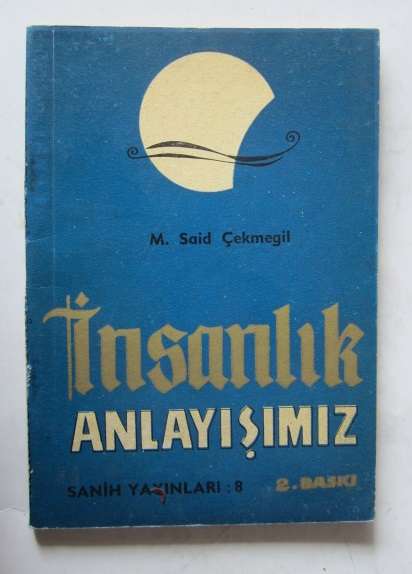 M. Said Çekmegil
İnsanlık
ANLAYIŞIMIZ
SANİH YAYINLARI : 8 2. BASKI